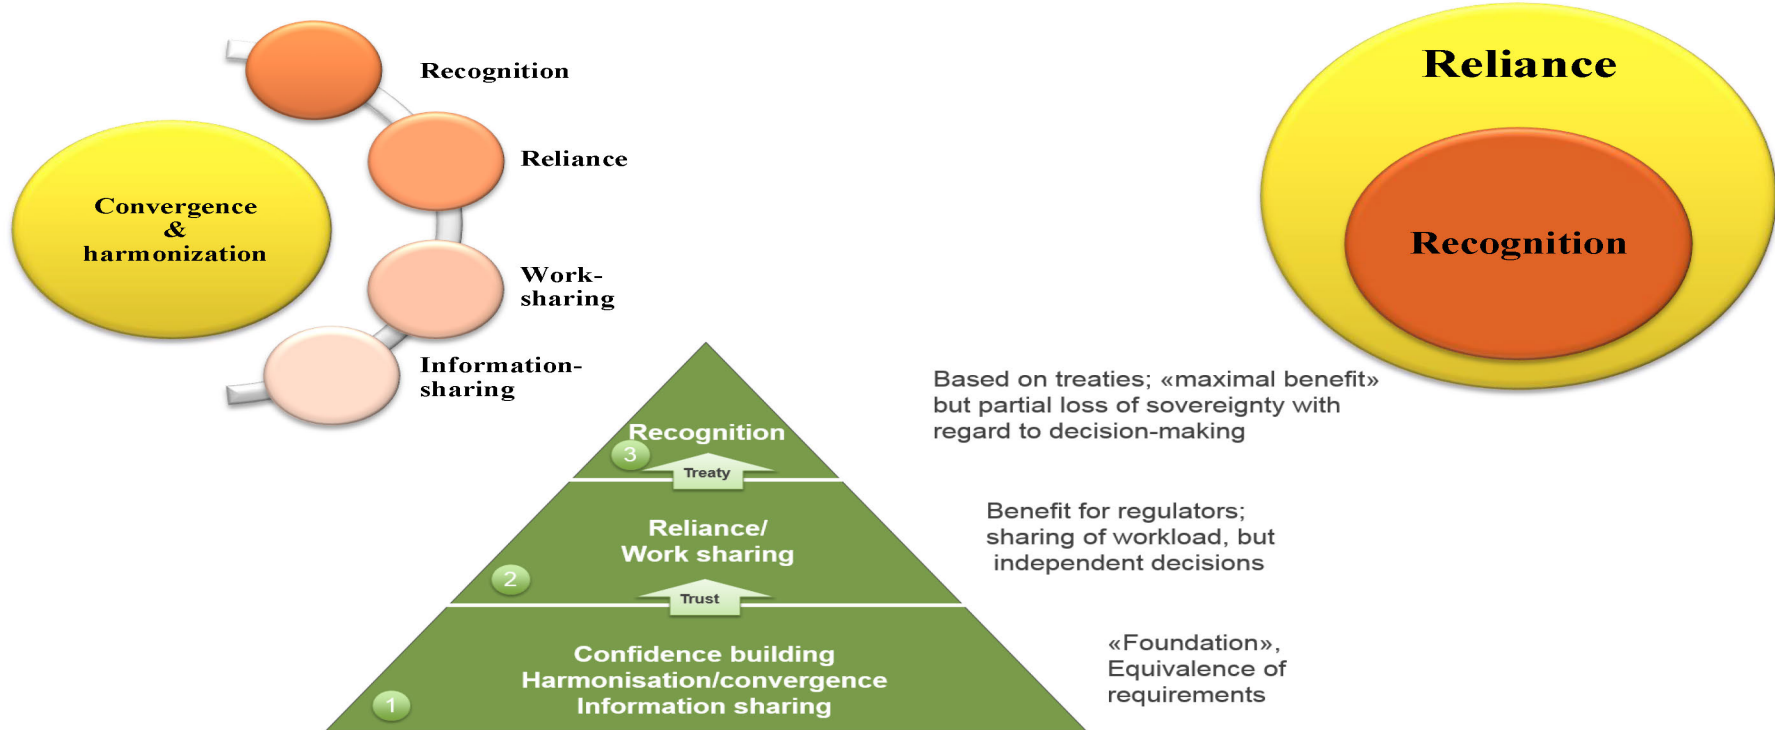 Recognition
Reliance
Convergence
&
harmonization
Work-
sharing
Information-
sharing
Reliance
Recognition
Recognition
3
Treaty
Based on treaties; «maximal benefit»
but partial loss of sovereignty with
regard to decision-making
Reliance/
Work sharing
2
Trust
Benefit for regulators;
sharing of workload, but
independent decisions
Confidence building
Harmonisation/convergence
Information sharing
1
«Foundation»,
Equivalence of
requirements